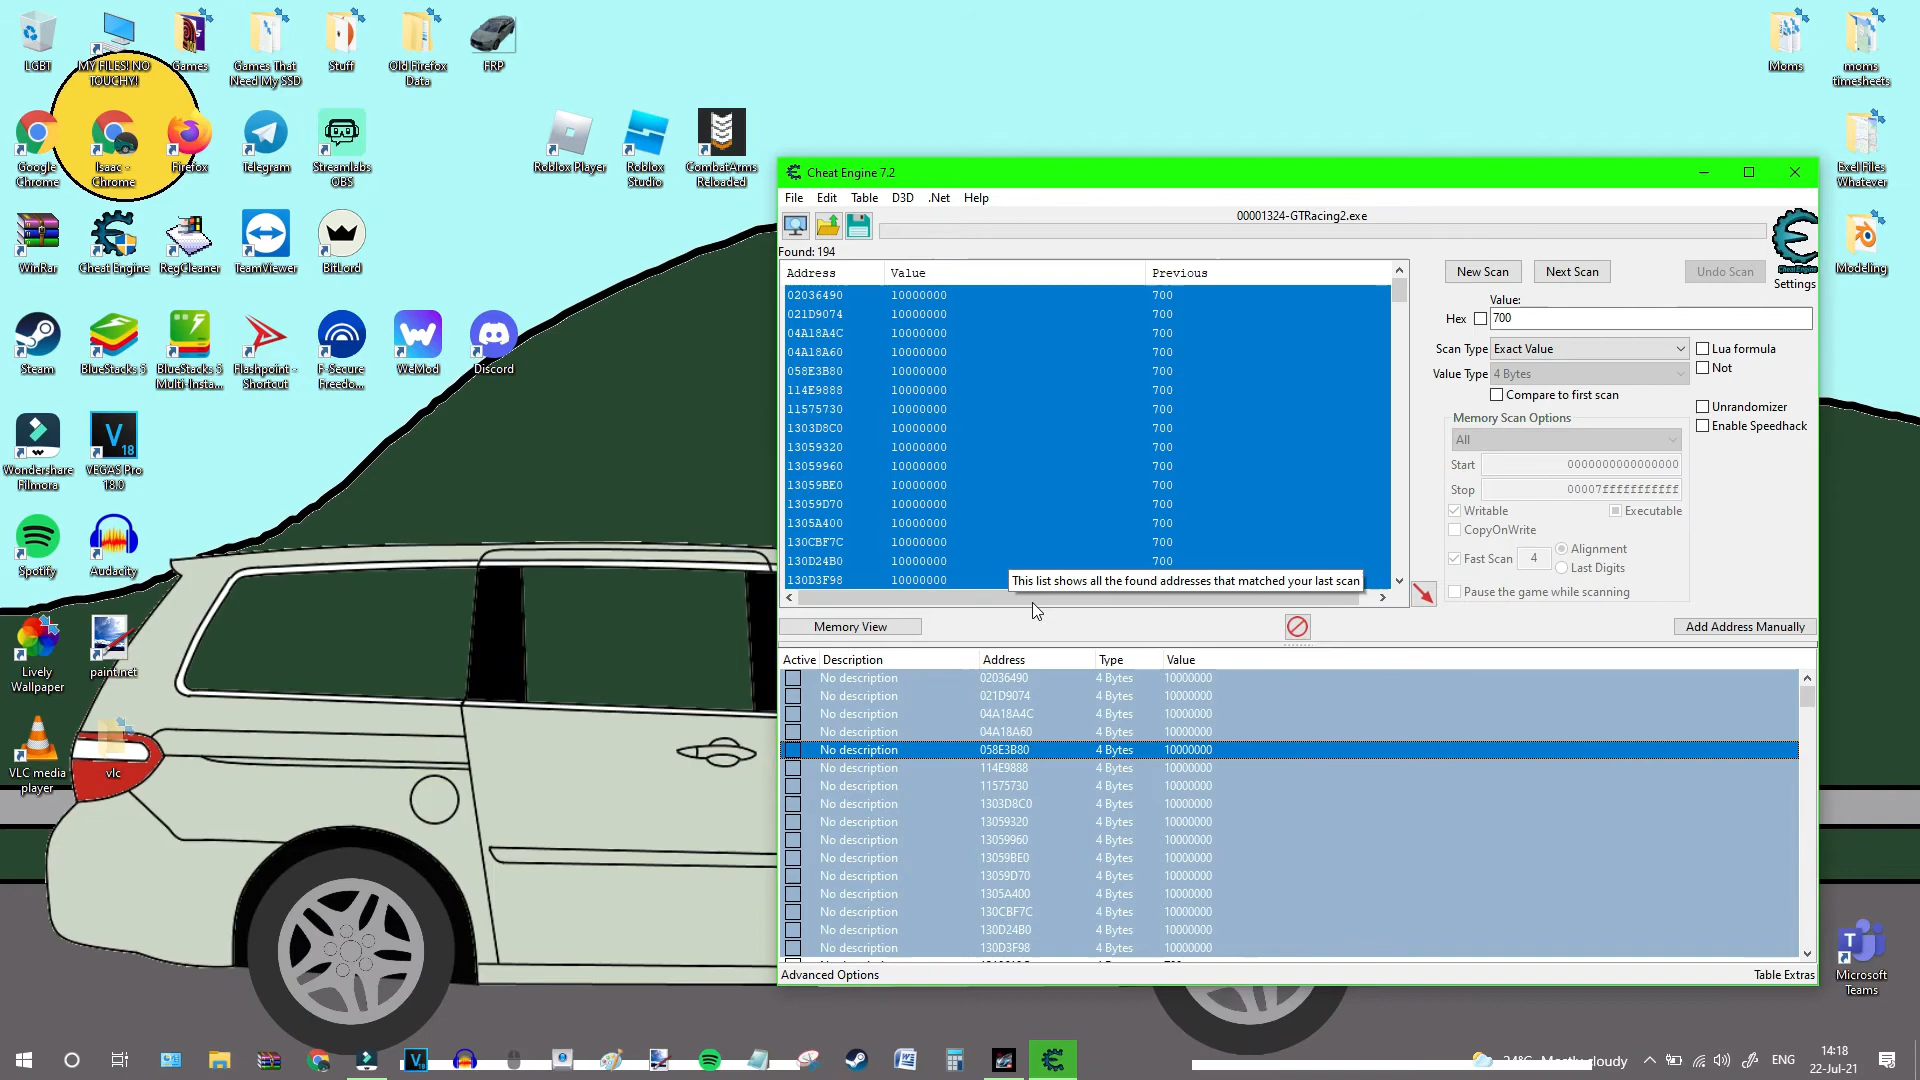 LGBT
MY FILES! NO TOUCHY!
Games
Games That Need My SSD
Stuff
Old Firefox Data
FRP
Moms
moms timesheets
Google Chrome
Isaac - Chrome
Firefox
Telegram
Streamlabs OBS
Roblox Player
Roblox Studio
CombatArms Reloaded
Exel Files Whatever
WinRar
Cheat Engine
RegCleaner
TeamViewer
BitLord
Modeling
Steam
BlueStacks 5
BlueStacks 5 Multi-Insta...
Flashpoint - Shortcut
F-Secure Freedo...
WeMod
Discord
Wondershare Filmora
VEGAS Pro 18.0
Spotify
Audacity
Lively Wallpaper
paint.net
VLC media player
vlc
Microsoft Teams
Cheat Engine 7.2
File Edit Table D3D .Net Help
00001324-GTRacing2.exe
Found: 194
Address Value Previous
02036490 10000000 700
021D9074 10000000 700
04A18A4C 10000000 700
04A18A60 10000000 700
058E3B80 10000000 700
114E9888 10000000 700
11575730 10000000 700
1303D8C0 10000000 700
13059320 10000000 700
13059960 10000000 700
13059BE0 10000000 700
13059D70 10000000 700
1305A400 10000000 700
130CBF7C 10000000 700
130D24B0 10000000 700
130D3F98 10000000
This list shows all the found addresses that matched your last scan
New Scan Next Scan Undo Scan
Cheat Engine
Settings
Value:
Hex 700
Scan Type Exact Value
Lua formula
Value Type 4 Bytes
Not
Compare to first scan
Memory Scan Options
All
Unrandomizer
Enable Speedhack
Start 0000000000000000
Stop 00007fffffffffff
Writable Executable
CopyOnWrite
Fast Scan 4 Alignment
Last Digits
Pause the game while scanning
Memory View
Add Address Manually
Active Description Address Type Value
No description 02036490 4 Bytes 10000000
No description 021D9074 4 Bytes 10000000
No description 04A18A4C 4 Bytes 10000000
No description 04A18A60 4 Bytes 10000000
No description 058E3B80 4 Bytes 10000000
No description 114E9888 4 Bytes 10000000
No description 11575730 4 Bytes 10000000
No description 1303D8C0 4 Bytes 10000000
No description 13059320 4 Bytes 10000000
No description 13059960 4 Bytes 10000000
No description 13059BE0 4 Bytes 10000000
No description 13059D70 4 Bytes 10000000
No description 1305A400 4 Bytes 10000000
No description 130CBF7C 4 Bytes 10000000
No description 130D24B0 4 Bytes 10000000
No description 130D3F98 4 Bytes 10000000
Advanced Options
Table Extras
24°C Mostly cloudy
ENG
14:18
22-Jul-21